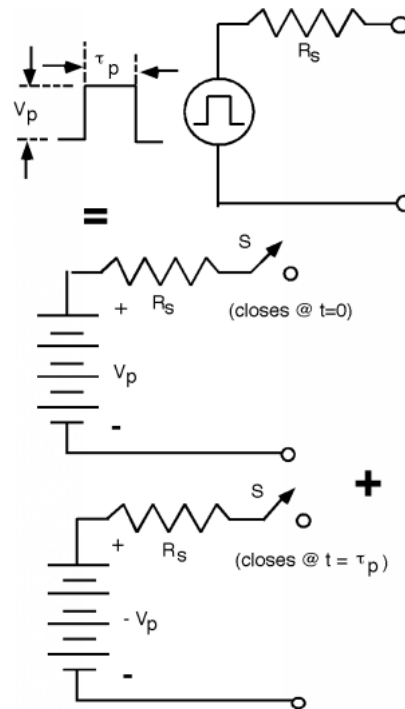 τp
Vp
Rs
=
S
+ Rs
(closes @ t=0)
Vp
-
+
S
+ Rs
(closes @ t = τp)
- Vp
-